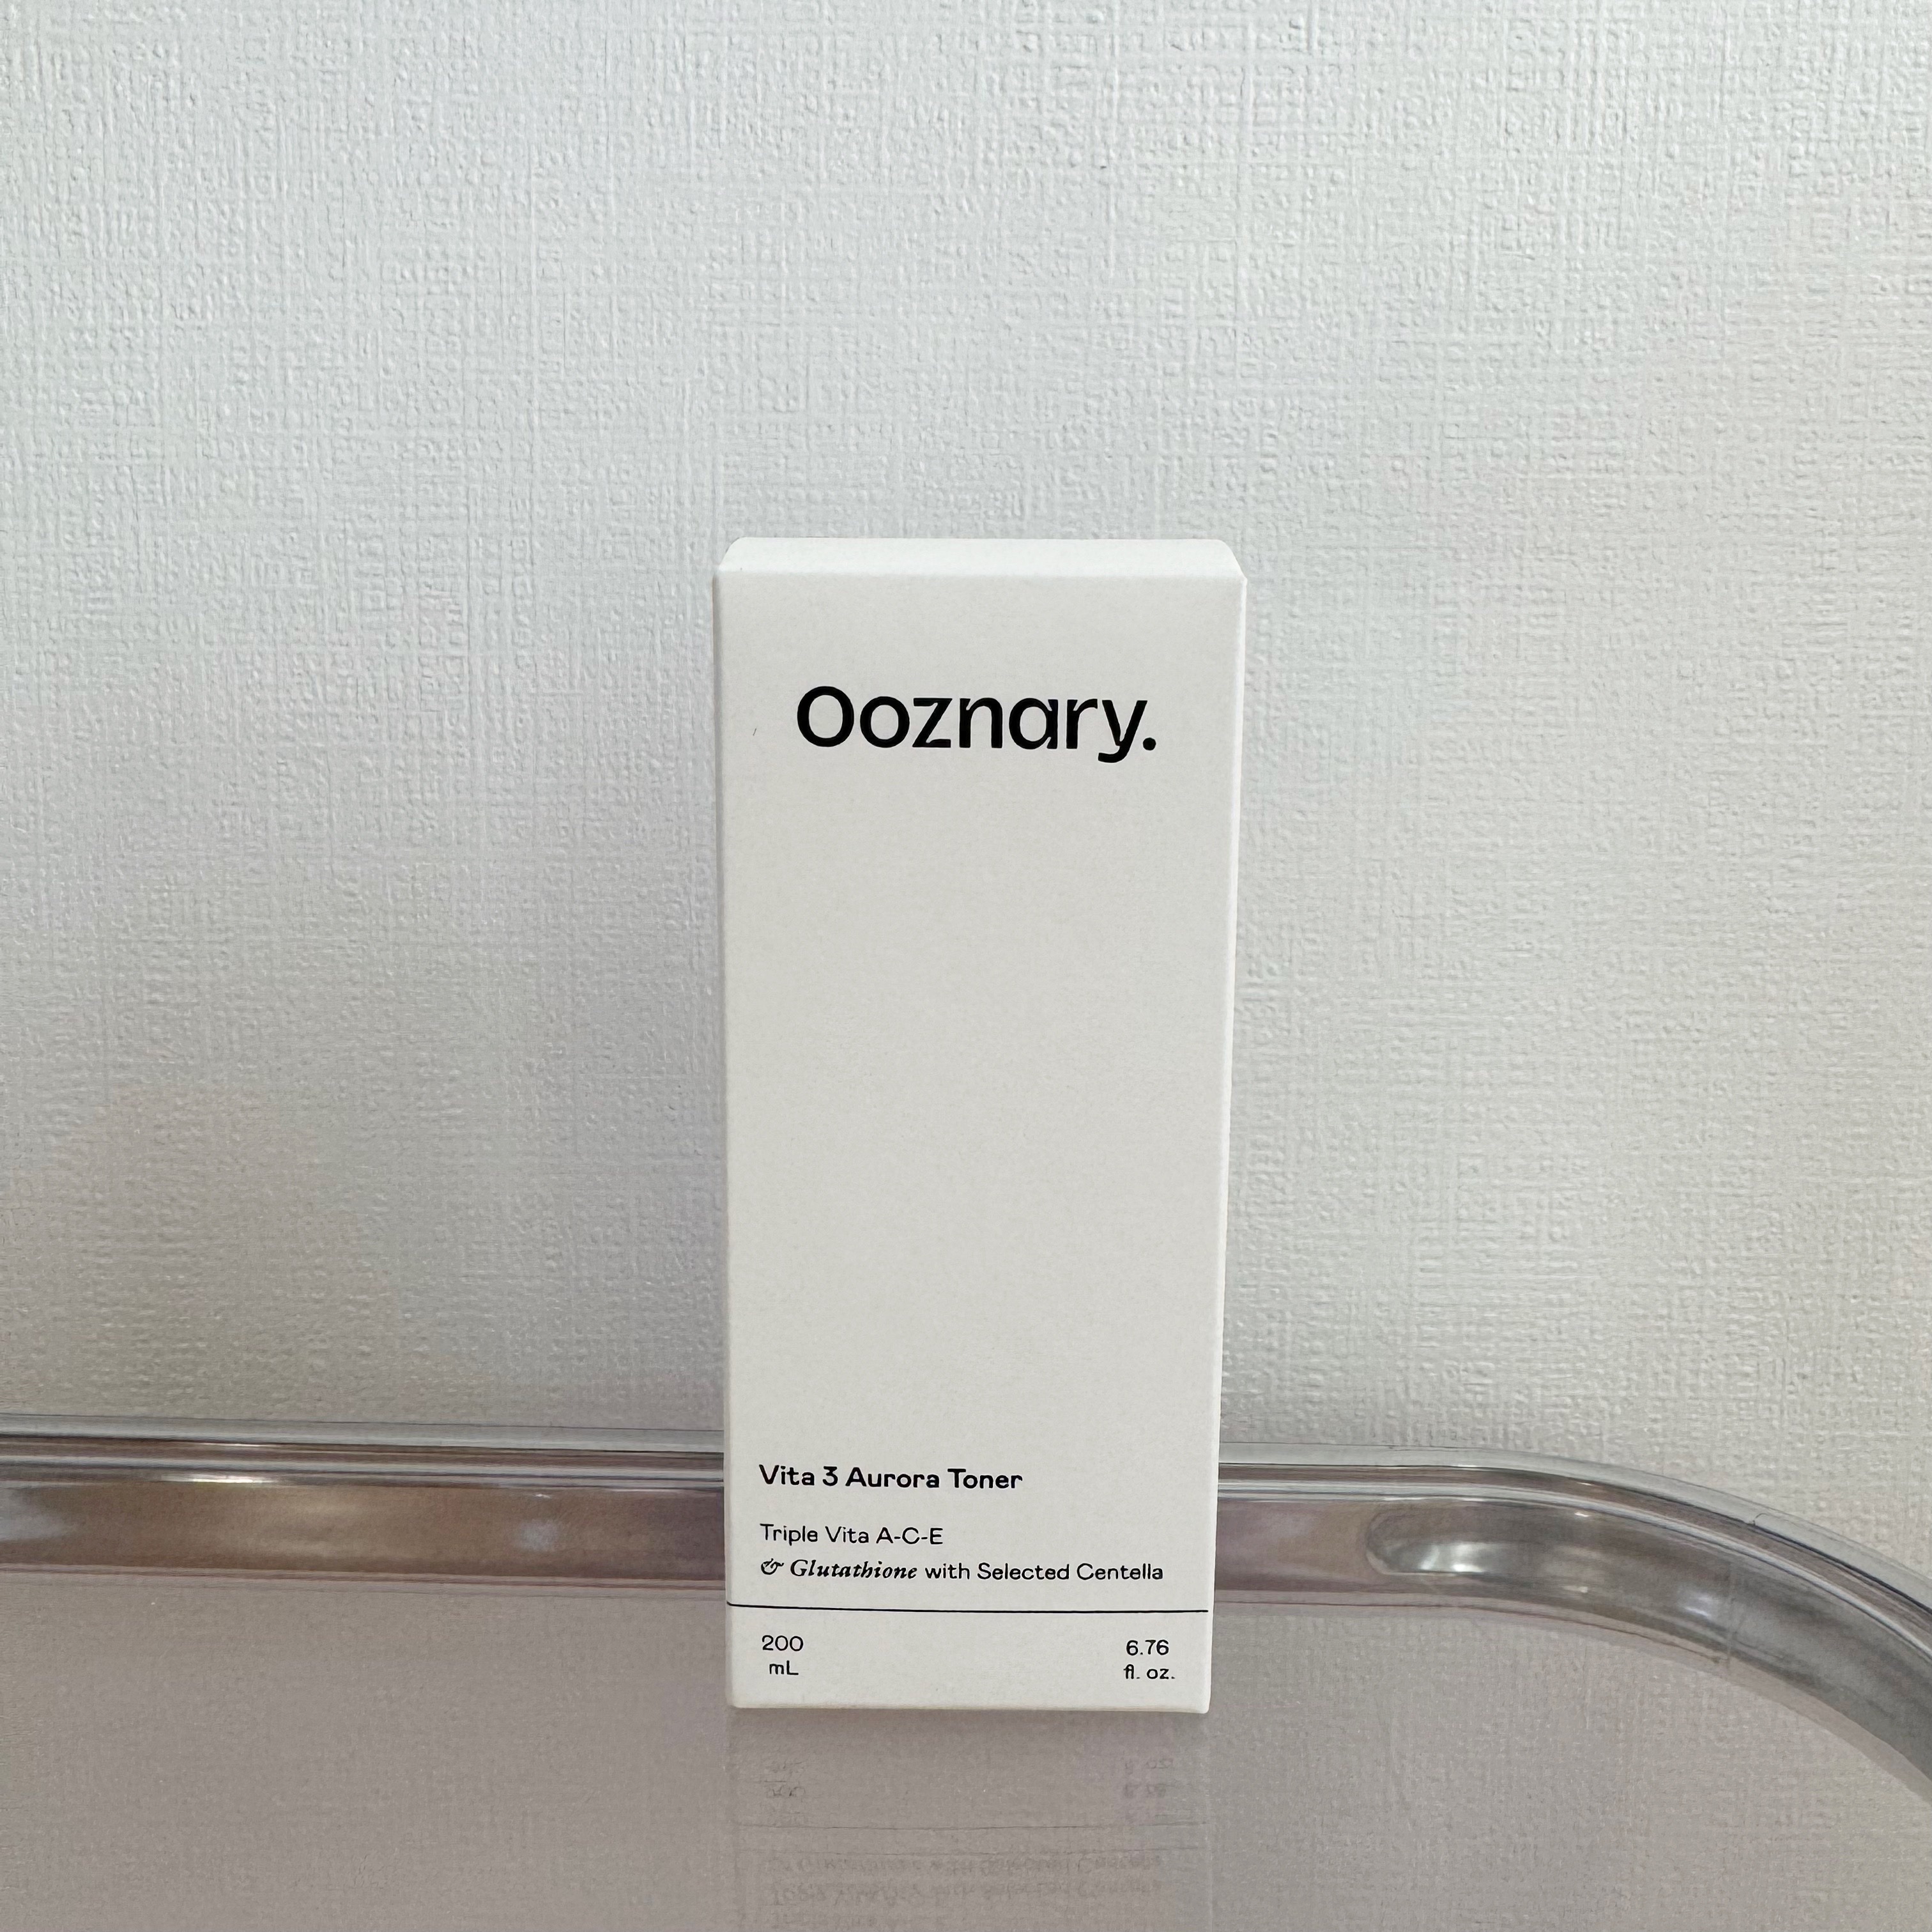 Ooznary.
Vita 3 Aurora Toner
Triple Vita A-C-E
& Glutathione with Selected Centella
200
mL
6.76
fl. oz.